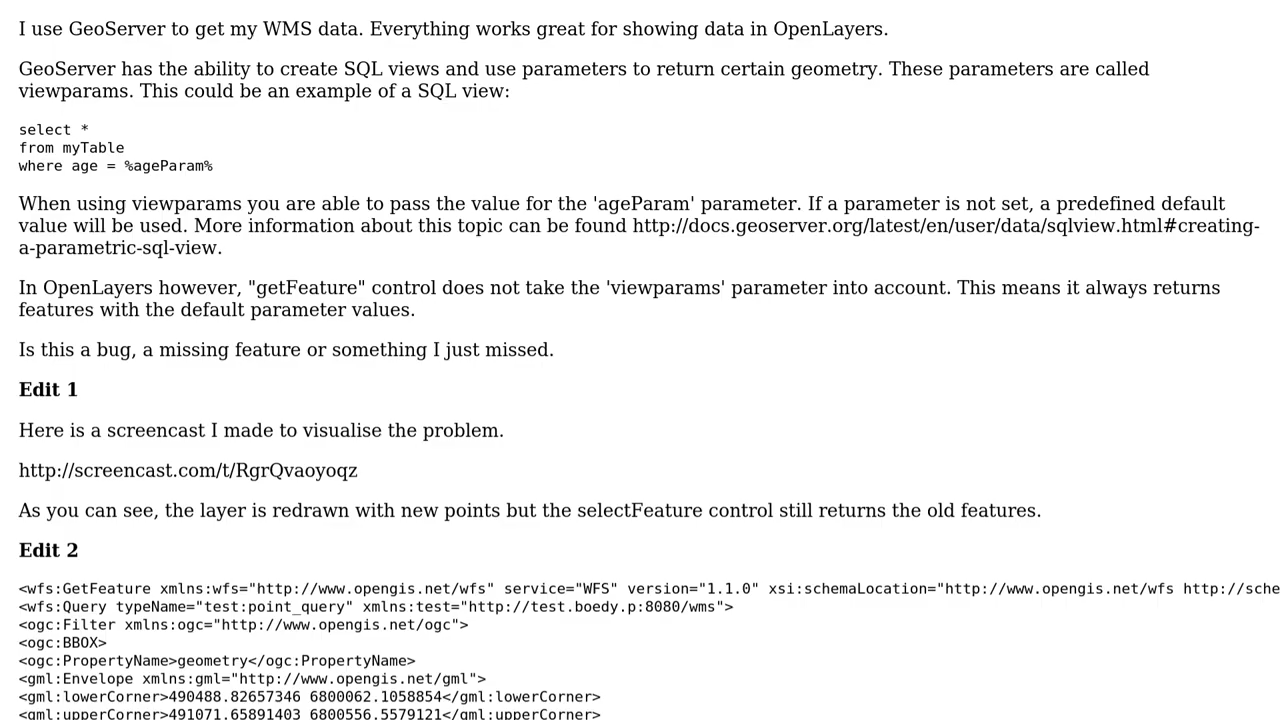 I use GeoServer to get my WMS data. Everything works great for showing data in OpenLayers.
GeoServer has the ability to create SQL views and use parameters to return certain geometry. These parameters are called
viewparams. This could be an example of a SQL view:
select *
from myTable
where age = %ageParam%
When using viewparams you are able to pass the value for the 'ageParam' parameter. If a parameter is not set, a predefined default
value will be used. More information about this topic can be found http://docs.geoserver.org/latest/en/user/data/sqlview.html#creating-
a-parametric-sql-view.
In OpenLayers however, "getFeature" control does not take the 'viewparams' parameter into account. This means it always returns
features with the default parameter values.
Is this a bug, a missing feature or something I just missed.
Edit 1
Here is a screencast I made to visualise the problem.
http://screencast.com/t/RgrQvaoyoqz
As you can see, the layer is redrawn with new points but the selectFeature control still returns the old features.
Edit 2
<wfs:GetFeature xmlns:wfs="http://www.opengis.net/wfs" service="WFS" version="1.1.0" xsi:schemaLocation="http://www.opengis.net/wfs http://sche
<wfs:Query typeName="test:point_query" xmlns:test="http://test.boedy.p:8080/wms">
<ogc:Filter xmlns:ogc="http://www.opengis.net/ogc">
<ogc:BBOX>
<ogc:PropertyName>geometry</ogc:PropertyName>
<gml:Envelope xmlns:gml="http://www.opengis.net/gml">
<gml:lowerCorner>490488.82657346 6800062.1058854</gml:lowerCorner>
<gml:upperCorner>491071.65891403 6800556.5579121</gml:upperCorner>